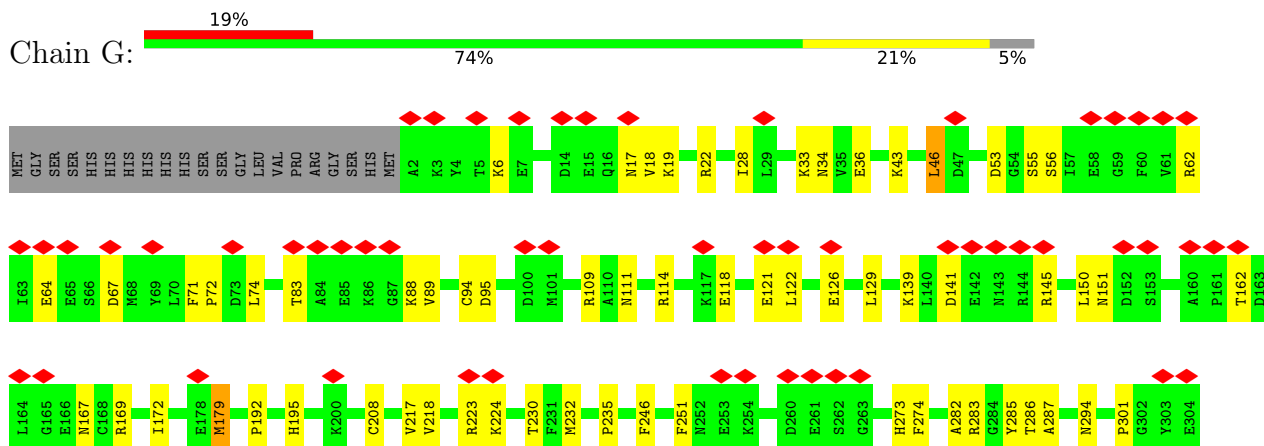 19%
Chain G:
74% 21% 5%
MET GLY SER SER HIS HIS HIS HIS HIS HIS SER SER GLY LEU VAL PRO ARG GLY SER HIS MET A2 K3 Y4 T5 K6 E7 D14 E15 Q16 N17 V18 K19 R22 I28 L29 K33 N34 V35 E36 K43 L46 D47 D53 G54 S55 S56 I57 E58 G59 F60 V61 R62
I63 E64 E65 S66 D67 M68 Y69 L70 F71 P72 D73 L74 T83 A84 E85 K86 G87 K88 V89 C94 D95 D100 M101 R109 A110 N111 R114 K117 E118 E121 L122 E126 L129 K139 L140 D141 E142 N143 R144 R145 L150 N151 D152 S153 A160 P161 T162 D163
L164 G165 E166 N167 C168 R169 I172 E178 M179 P192 H195 K200 C208 V217 V218 R223 K224 T230 F231 M232 P235 F246 F251 N252 E253 K254 D260 E261 S262 G263 H273 F274 A282 R283 G284 Y285 T286 A287 N294 P301 G302 Y303 E304